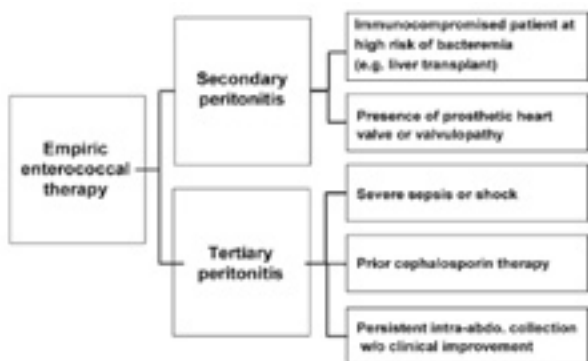 Empiric
enterococcal
therapy
Secondary
peritonitis
Immunocompromised patient at
high risk of bacteremia
(e.g. liver transplant)
Presence of prosthetic heart
valve or valvulopathy
Tertiary
peritonitis
Severe sepsis or shock
Prior cephalosporin therapy
Persistent intra-abdo. collection
w/o clinical improvement